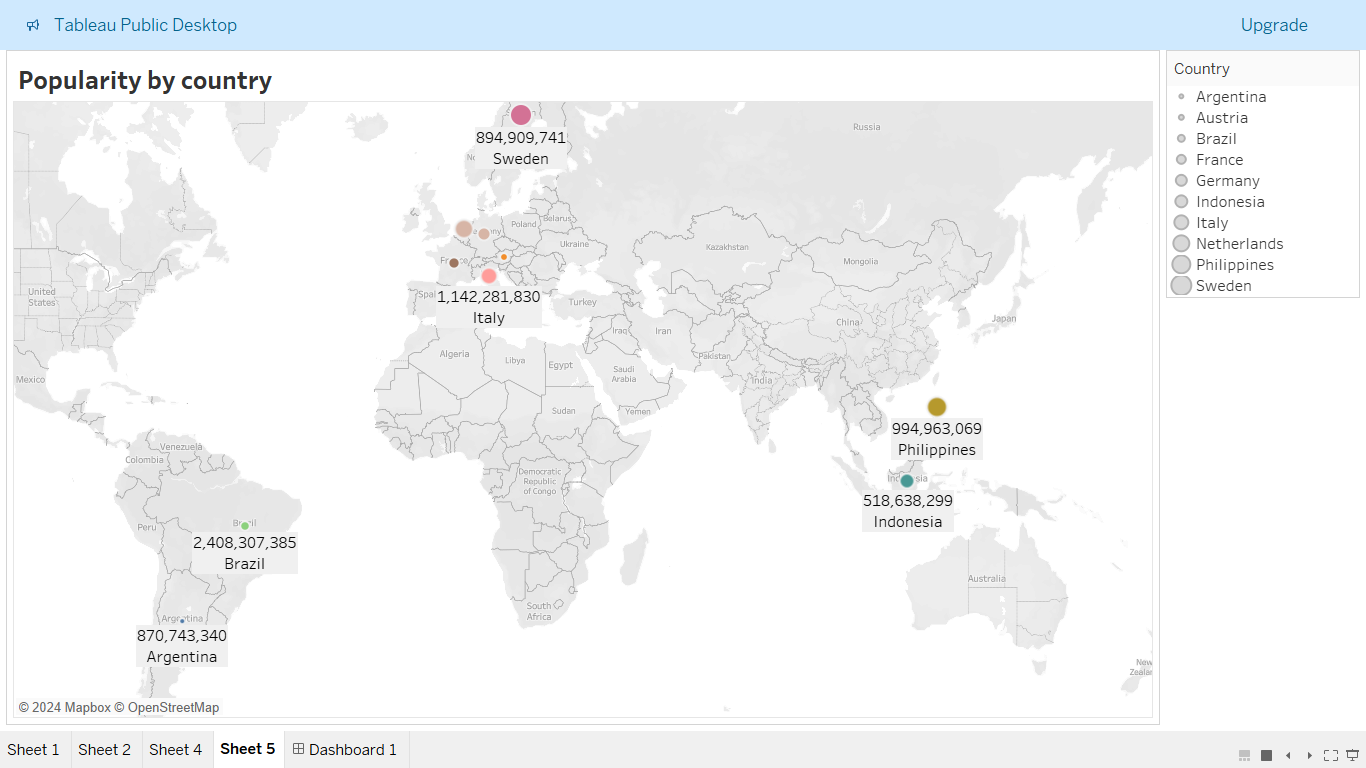 Tableau Public Desktop
Upgrade
Popularity by country
Country
Argentina
Austria
Brazil
France
Germany
Indonesia
Italy
Netherlands
Philippines
Sweden
Russia
894,909,741
Sweden
Poland
Belarus
Ukraine
Kazakhstan
Mongolia
United
States
1,142,281,830
Italy
Turkey
China
Japan
Iraq
Iran
Algeria
Libya
Egypt
Pakistan
Saudi
Arabia
India
Mexico
Sudan
Yemen
994,963,069
Philippines
Venezuela
Colombia
Democratic
Republic
of Congo
518,638,299
Indonesia
Peru
Brazil
2,408,307,385
Brazil
Australia
South
Africa
Argentina
870,743,340
Argentina
New
© 2024 Mapbox © OpenStreetMap
Sheet 1
Sheet 2
Sheet 4
Sheet 5
Dashboard 1